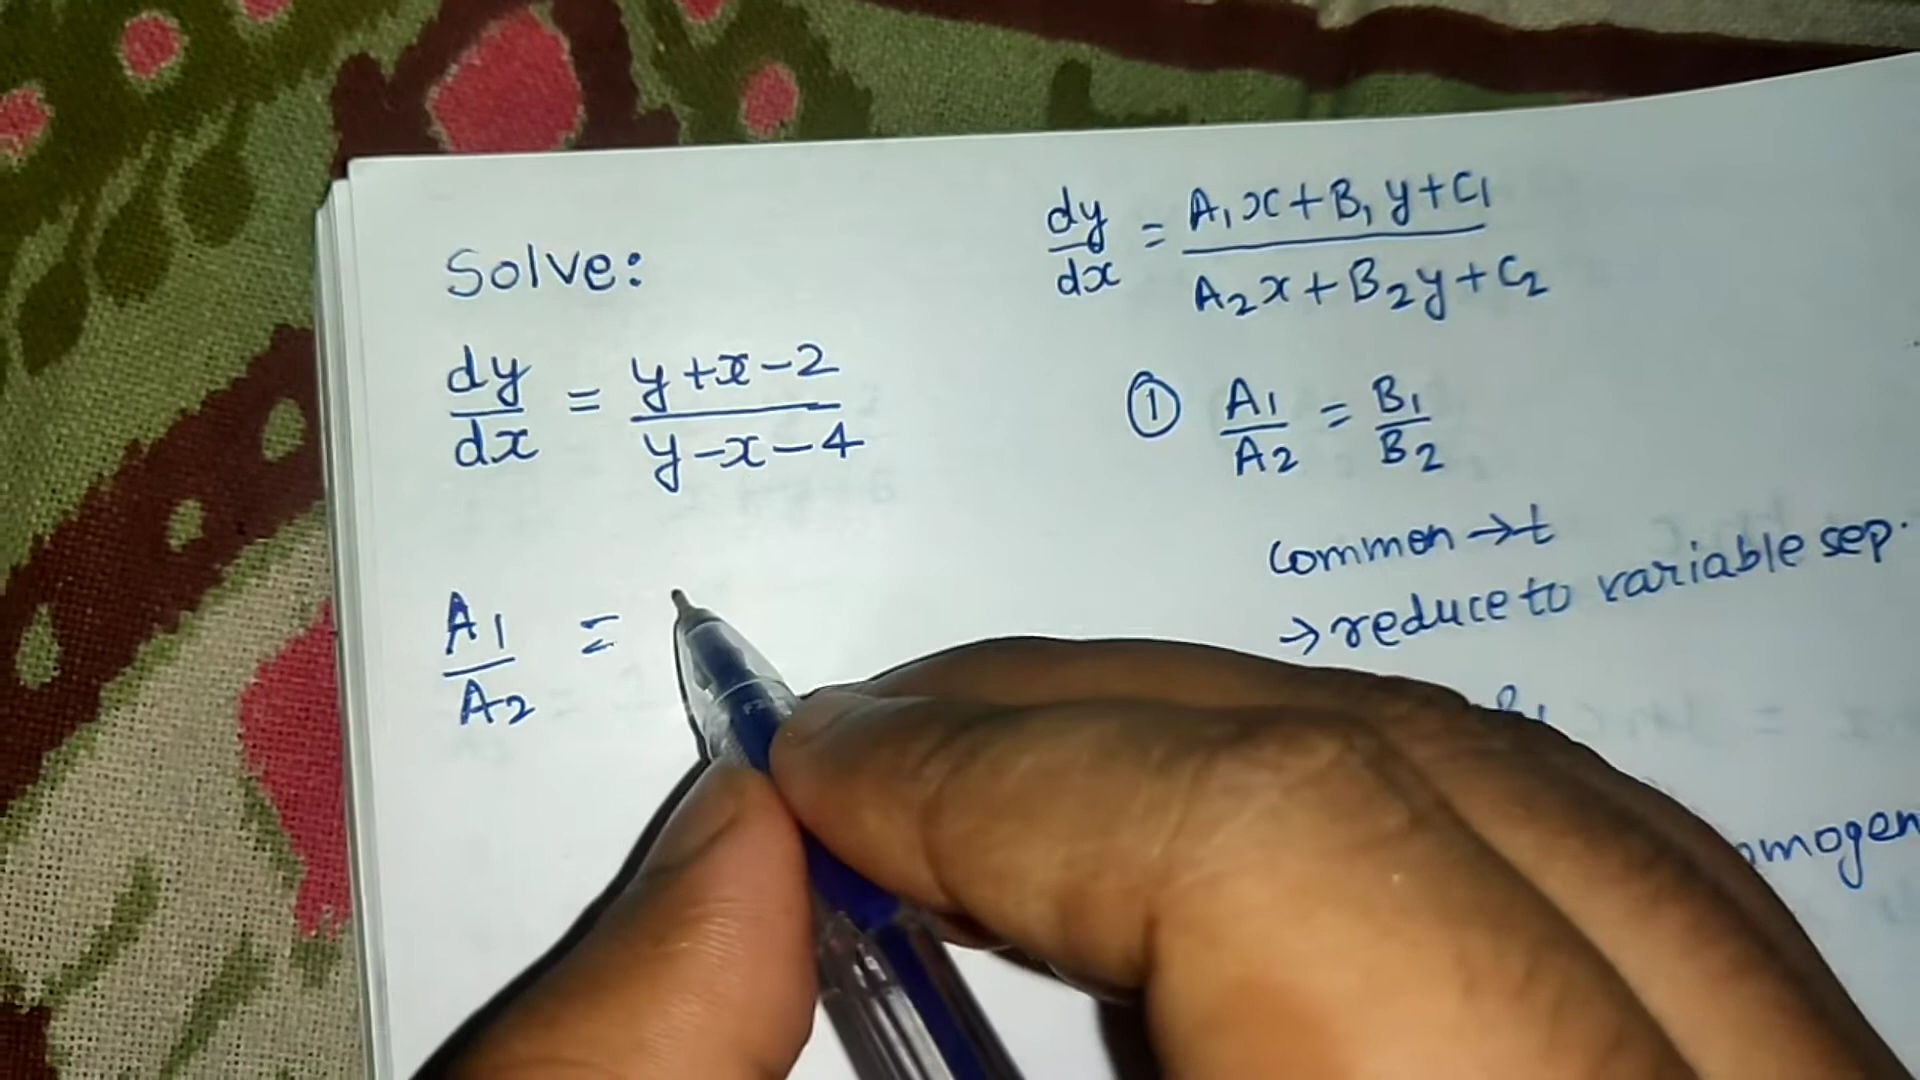 Solve:
dy/dx = (y+x-2)/(y-x-4)
A1/A2 =
dy/dx = (A1x+B1y+C1)/(A2x+B2y+C2)
① A1/A2 = B1/B2
common → t
→ reduce to variable sep.
B1
omogen